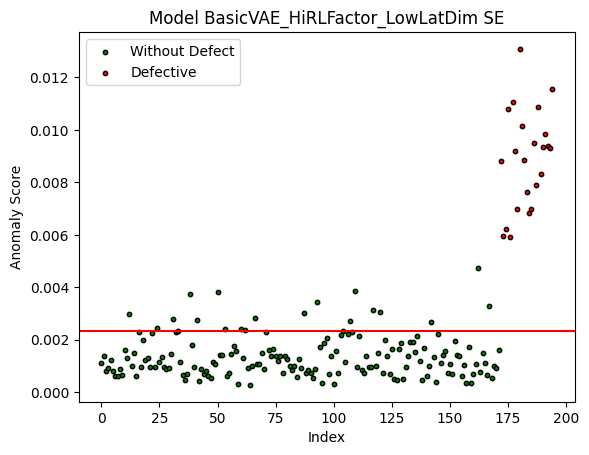 Model BasicVAE_HiRLFactor_LowLatDim SE
Without Defect
Defective
Anomaly Score
0.012
0.010
0.008
0.006
0.004
0.002
0.000
0 25 50 75 100 125 150 175 200
Index